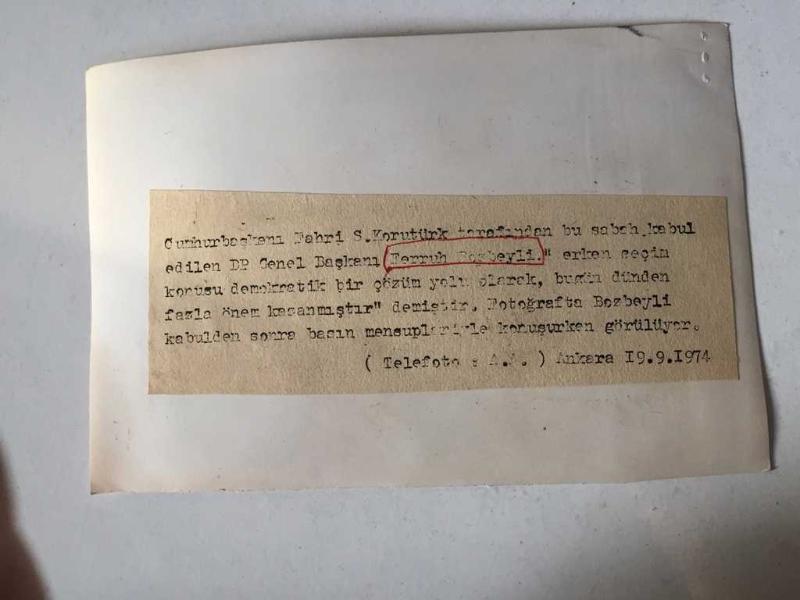 Cumhurbaşkanı Fahri S.Korutürk tarafından bu sabah kabul
edilen DP Genel Başkanı Ferruh Bozbeyli." erken seçim
konusu demokratik bir çözüm yolu olarak, bugün dünden
fazla önem kazanmıştır" demiştir. Fotoğrafta Bozbeyli
kabulden sonra basın mensuplariyle konuşurken görülüyor.
( Telefoto : A.A. ) Ankara 19.9.1974